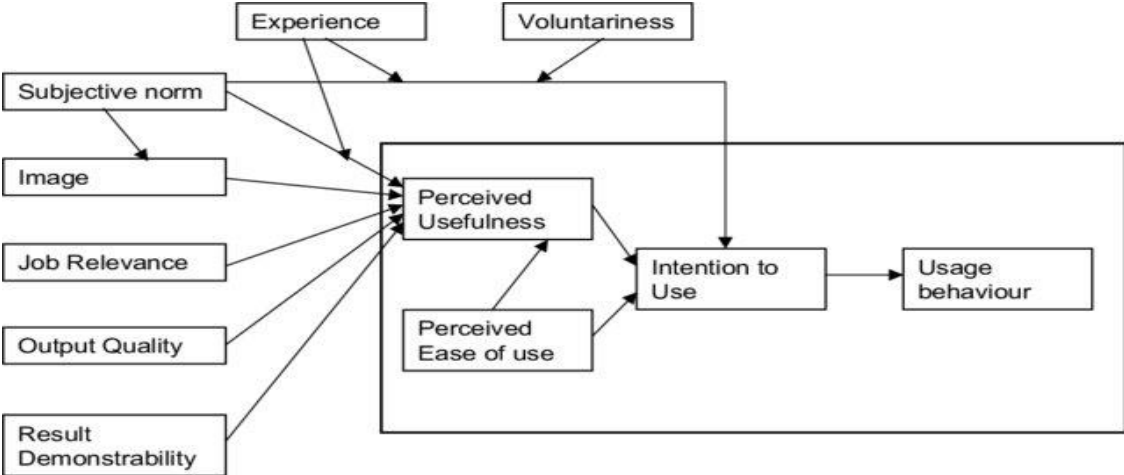 Experience
Voluntariness
Subjective norm
Image
Job Relevance
Output Quality
Result
Demonstrability
Perceived
Usefulness
Perceived
Ease of use
Intention to
Use
Usage
behaviour